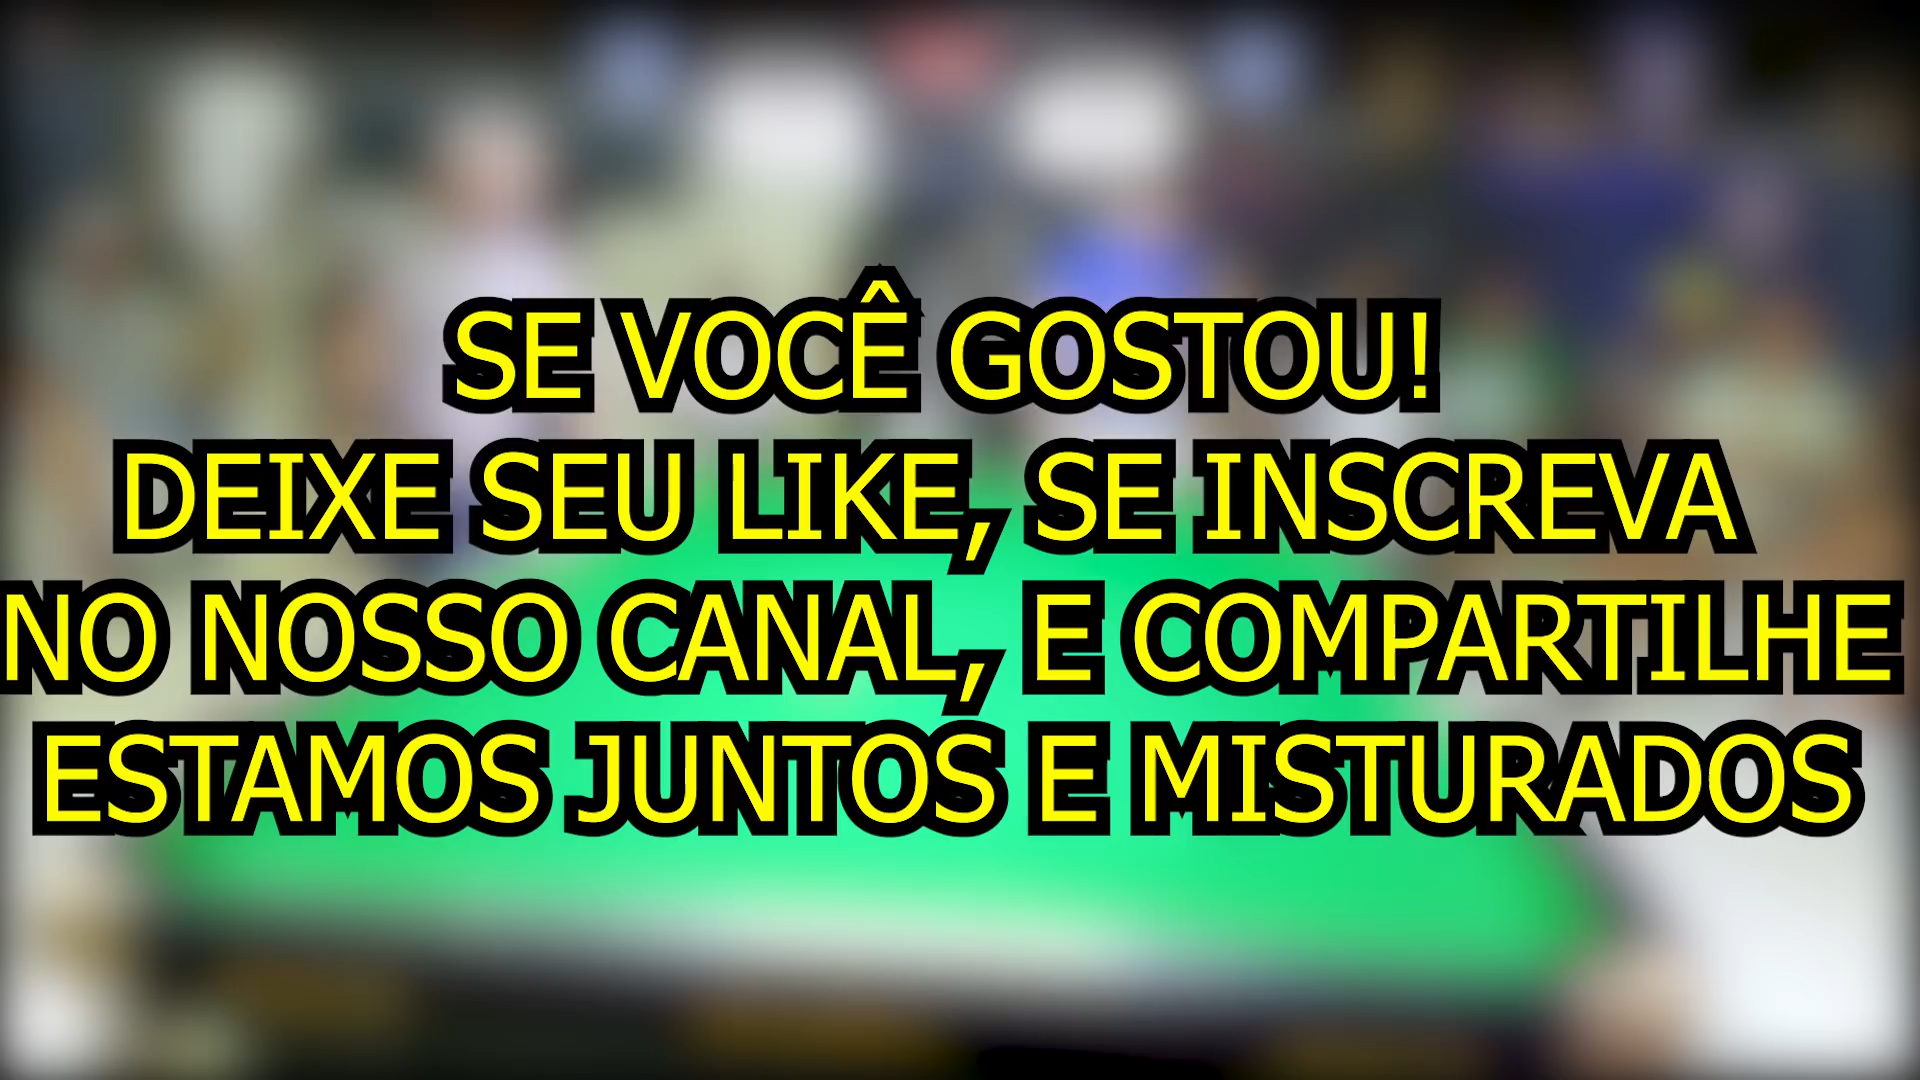 SE VOCÊ GOSTOU!
DEIXE SEU LIKE, SE INSCREVA
NO NOSSO CANAL, E COMPARTILHE
ESTAMOS JUNTOS E MISTURADOS